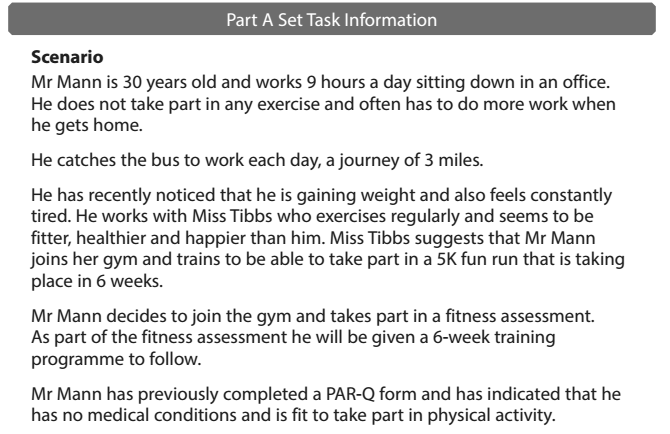 Part A Set Task Information
Scenario
Mr Mann is 30 years old and works 9 hours a day sitting down in an office.
He does not take part in any exercise and often has to do more work when
he gets home.
He catches the bus to work each day, a journey of 3 miles.
He has recently noticed that he is gaining weight and also feels constantly
tired. He works with Miss Tibbs who exercises regularly and seems to be
fitter, healthier and happier than him. Miss Tibbs suggests that Mr Mann
joins her gym and trains to be able to take part in a 5K fun run that is taking
place in 6 weeks.
Mr Mann decides to join the gym and takes part in a fitness assessment.
As part of the fitness assessment he will be given a 6-week training
programme to follow.
Mr Mann has previously completed a PAR-Q form and has indicated that he
has no medical conditions and is fit to take part in physical activity.